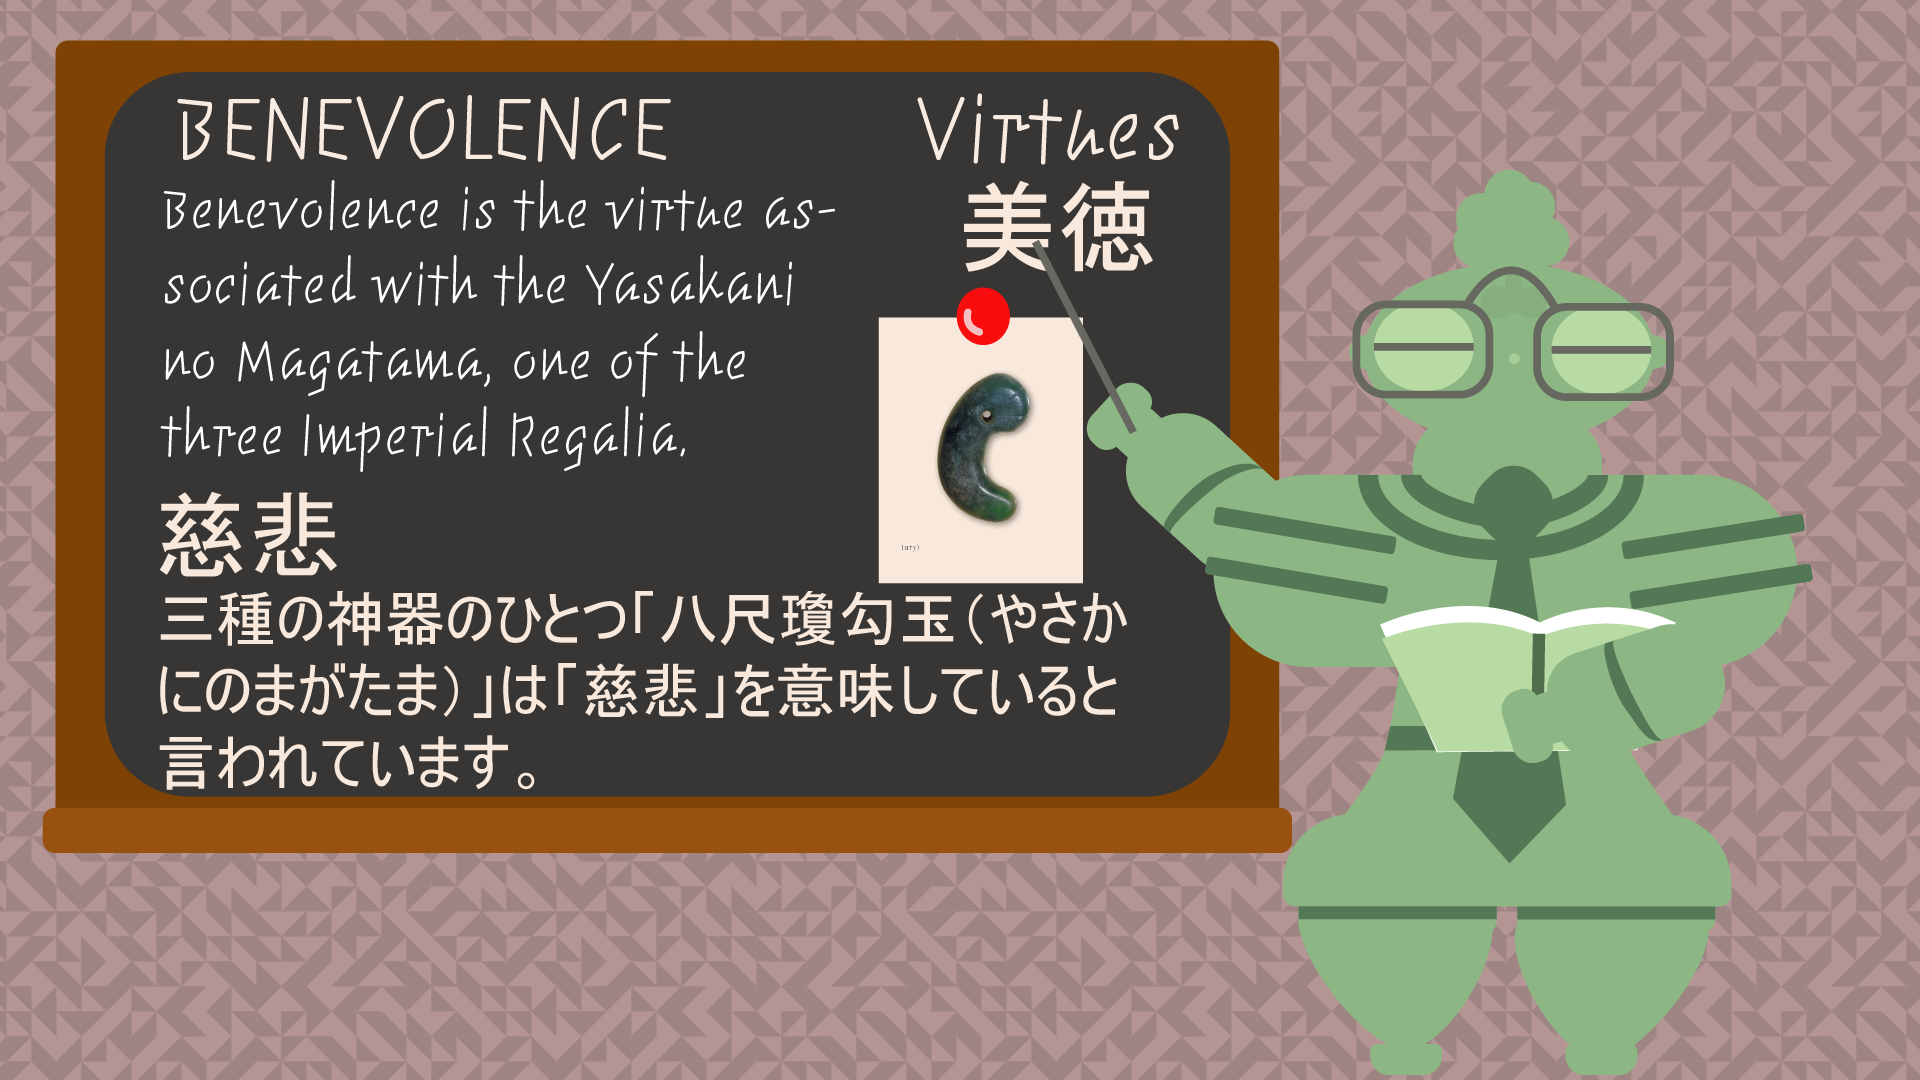 BENEVOLENCE
Benevolence is the virtue as-
sociated with the Yasakani
no Magatama, one of the
three Imperial Regalia.
慈悲
三種の神器のひとつ「八尺瓊勾玉（やさか
にのまがたま）」は「慈悲」を意味していると
言われています。
Virtues
美徳
tury)